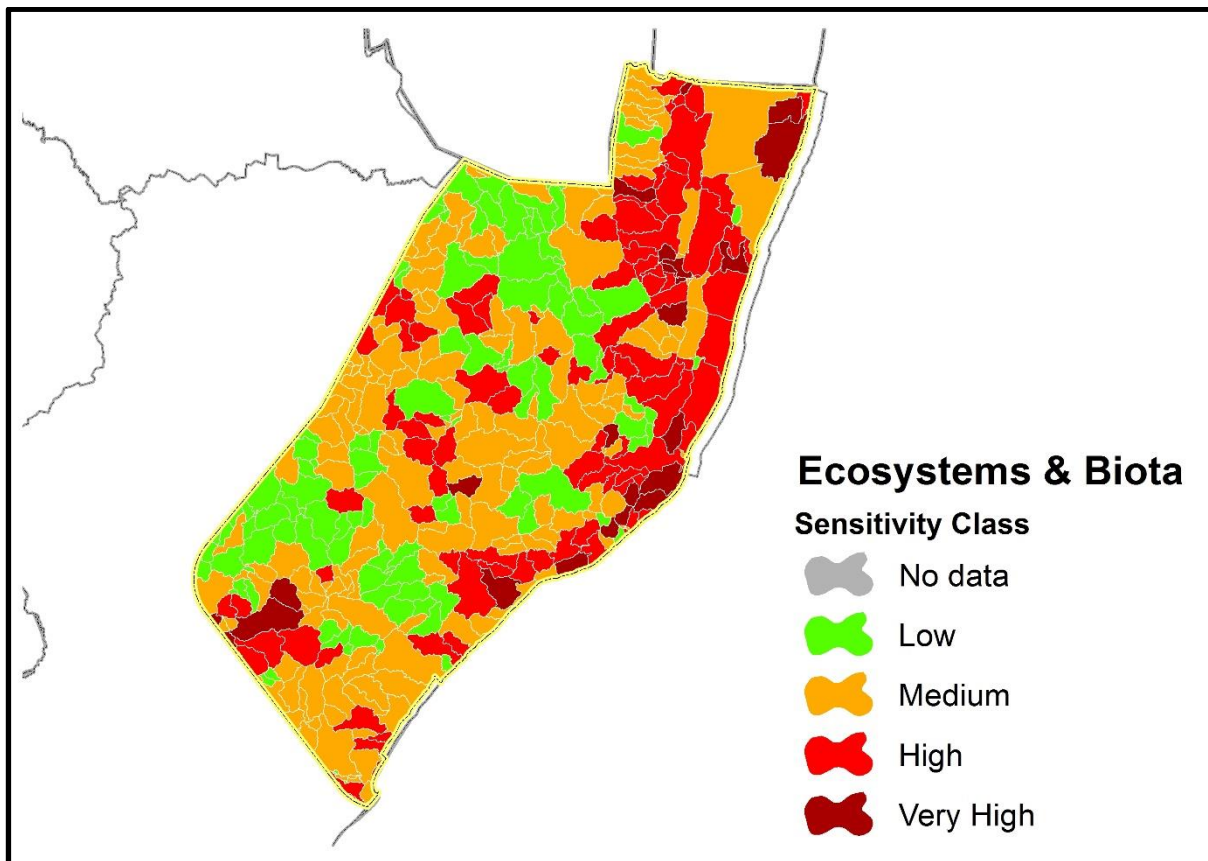 Ecosystems & Biota
Sensitivity Class
No data
Low
Medium
High
Very High